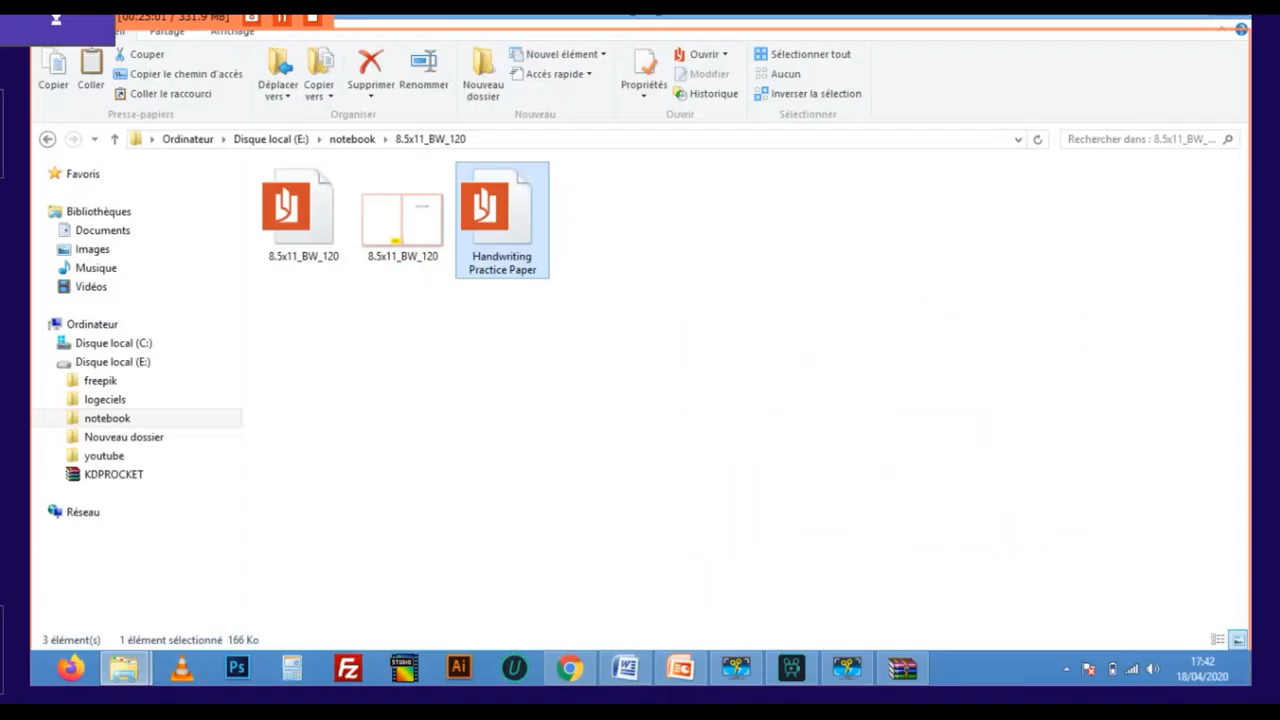 [00:25:01 / 331.9 MB]
Partage
Affichage
Copier
Coller
Couper
Copier le chemin d'accès
Coller le raccourci
Presse-papiers
Déplacer vers
Copier vers
Supprimer
Renommer
Organiser
Nouveau dossier
Nouvel élément
Accès rapide
Nouveau
Propriétés
Ouvrir
Modifier
Historique
Ouvrir
Sélectionner tout
Aucun
Inverser la sélection
Sélectionner
Ordinateur
Disque local (E:)
notebook
8.5x11_BW_120
Rechercher dans : 8.5x11_BW_...
Favoris
Bibliothèques
Documents
Images
Musique
Vidéos
Ordinateur
Disque local (C:)
Disque local (E:)
freepik
logeciels
notebook
Nouveau dossier
youtube
KDPROCKET
Réseau
8.5x11_BW_120
8.5x11_BW_120
Handwriting
Practice Paper
3 élément(s)
1 élément sélectionné 166 Ko
Ps
Fz
STUDIO
Ai
U
17:42
18/04/2020